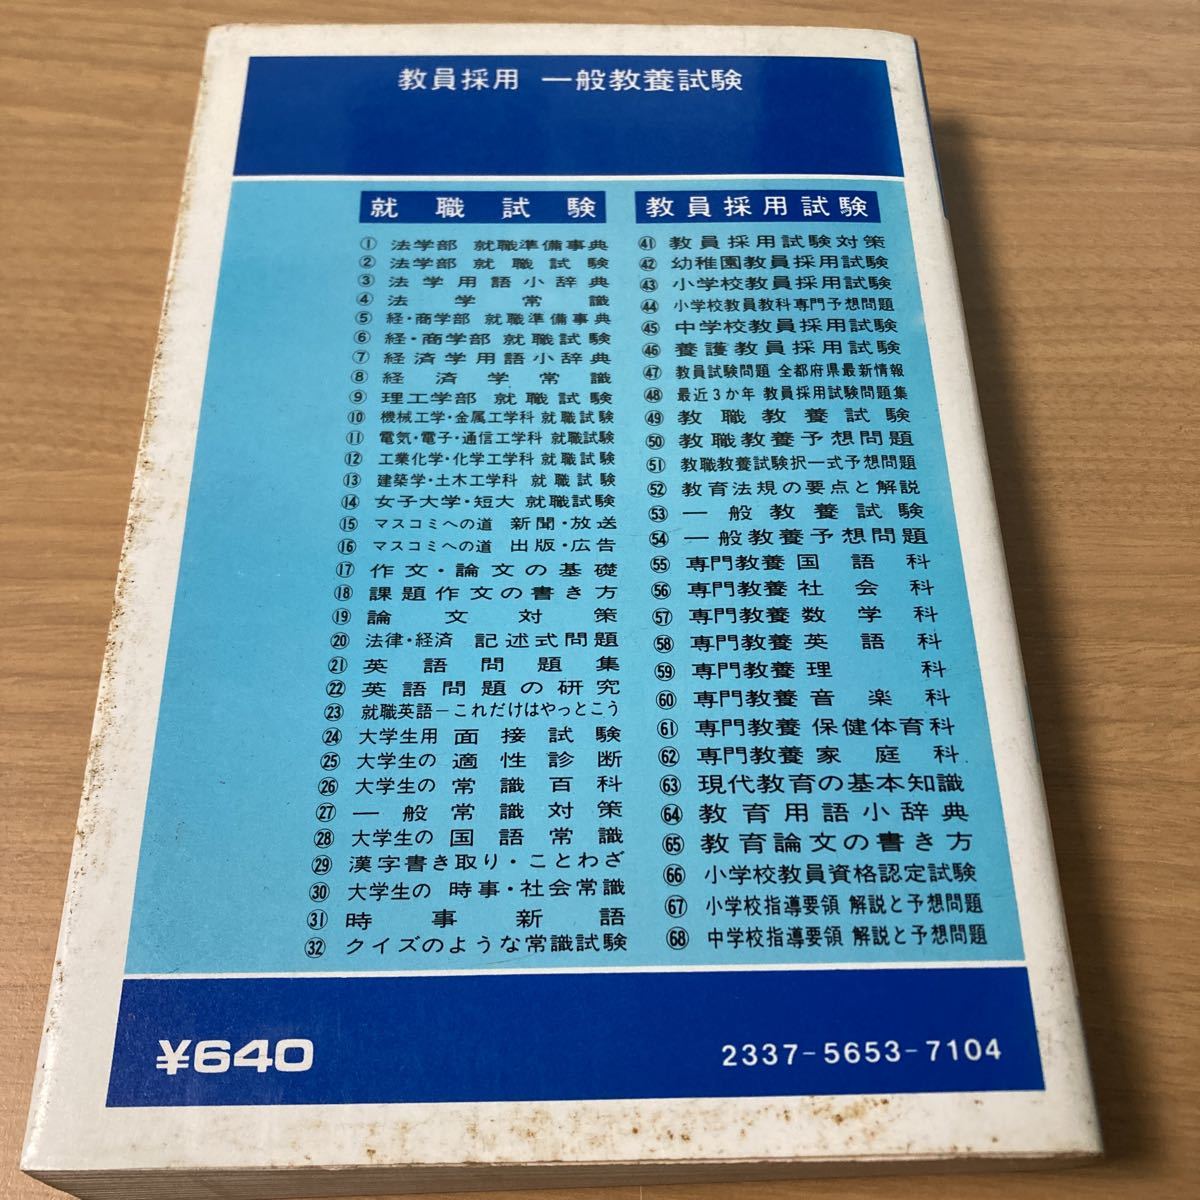 教員採用 一般教養試験
就職試験
① 法学部 就職準備事典
② 法学部 就職試験
③ 法学用語小辞典
④ 法学常識
⑤ 経・商学部 就職準備事典
⑥ 経・商学部 就職試験
⑦ 経済学用語小辞典
⑧ 経済学常識
⑨ 理工学部 就職試験
⑩ 機械工学・金属工学科 就職試験
⑪ 電気・電子・通信工学科 就職試験
⑫ 工業化学・化学工学科 就職試験
⑬ 建築学・土木工学科 就職試験
⑭ 女子大学・短大 就職試験
⑮ マスコミへの道 新聞・放送
⑯ マスコミへの道 出版・広告
⑰ 作文・論文の基礎
⑱ 課題作文の書き方
⑲ 論文対策
⑳ 法律・経済 記述式問題
㉑ 英語問題集
㉒ 英語問題の研究
㉓ 就職英語−これだけはやっとこう
㉔ 大学生用 面接試験
㉕ 大学生の 適性診断
㉖ 大学生の 常識百科
㉗ 一般常識対策
㉘ 大学生の 国語常識
㉙ 漢字書き取り・ことわざ
㉚ 大学生の 時事・社会常識
㉛ 時事新語
㉜ クイズのような常識試験
教員採用試験
㊶ 教員採用試験対策
㊷ 幼稚園教員採用試験
㊸ 小学校教員採用試験
㊹ 小学校教員教科専門予想問題
㊺ 中学校教員採用試験
㊻ 養護教員採用試験
㊼ 教員試験問題 全都府県最新情報
㊽ 最近3か年 教員採用試験問題集
㊾ 教職教養試験
㊿ 教職教養予想問題
51 教職教養試験択一式予想問題
52 教育法規の要点と解説
53 一般教養試験
54 一般教養予想問題
55 専門教養 国語科
56 専門教養 社会科
57 専門教養 数学科
58 専門教養 英語科
59 専門教養 理科
60 専門教養 音楽科
61 専門教養 保健体育科
62 専門教養 家庭科
63 現代教育の基本知識
64 教育用語小辞典
65 教育論文の書き方
66 小学校教員資格認定試験
67 小学校指導要領 解説と予想問題
68 中学校指導要領 解説と予想問題
¥640
2337-5653-7104